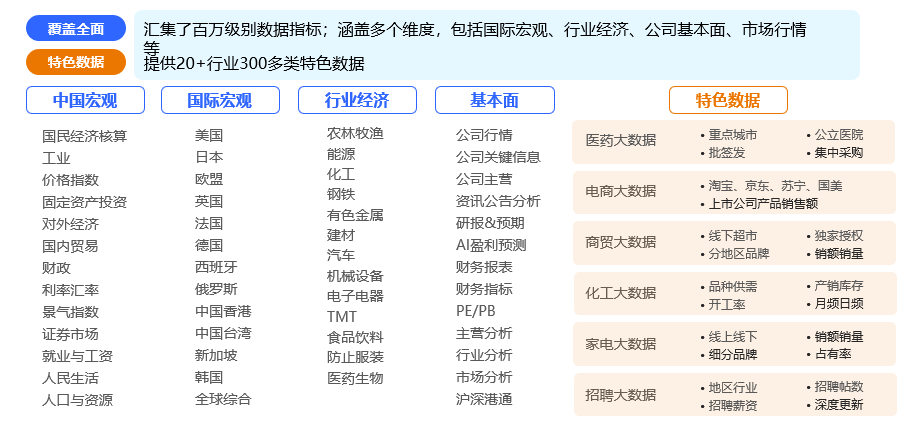 覆盖全面
汇集了百万级别数据指标；涵盖多个维度，包括国际宏观、行业经济、公司基本面、市场行情
等
特色数据
提供20+行业300多类特色数据
中国宏观
国民经济核算
工业
价格指数
固定资产投资
对外经济
国内贸易
财政
利率汇率
景气指数
证券市场
就业与工资
人民生活
人口与资源
国际宏观
美国
日本
欧盟
英国
法国
德国
西班牙
俄罗斯
中国香港
中国台湾
新加坡
韩国
全球综合
行业经济
农林牧渔
能源
化工
钢铁
有色金属
建材
汽车
机械设备
电子电器
TMT
食品饮料
防止服装
医药生物
基本面
公司行情
公司关键信息
公司主营
资讯公告分析
研报&预期
AI盈利预测
财务报表
财务指标
PE/PB
主营分析
行业分析
市场分析
沪深港通
特色数据
医药大数据
• 重点城市
• 公立医院
• 批签发
• 集中采购
电商大数据
• 淘宝、京东、苏宁、国美
• 上市公司产品销售额
商贸大数据
• 线下超市
• 独家授权
• 分地区品牌
• 销额销量
化工大数据
• 品种供需
• 产销库存
• 开工率
• 月频日频
家电大数据
• 线上线下
• 销额销量
• 细分品牌
• 占有率
招聘大数据
• 地区行业
• 招聘帖数
• 招聘薪资
• 深度更新